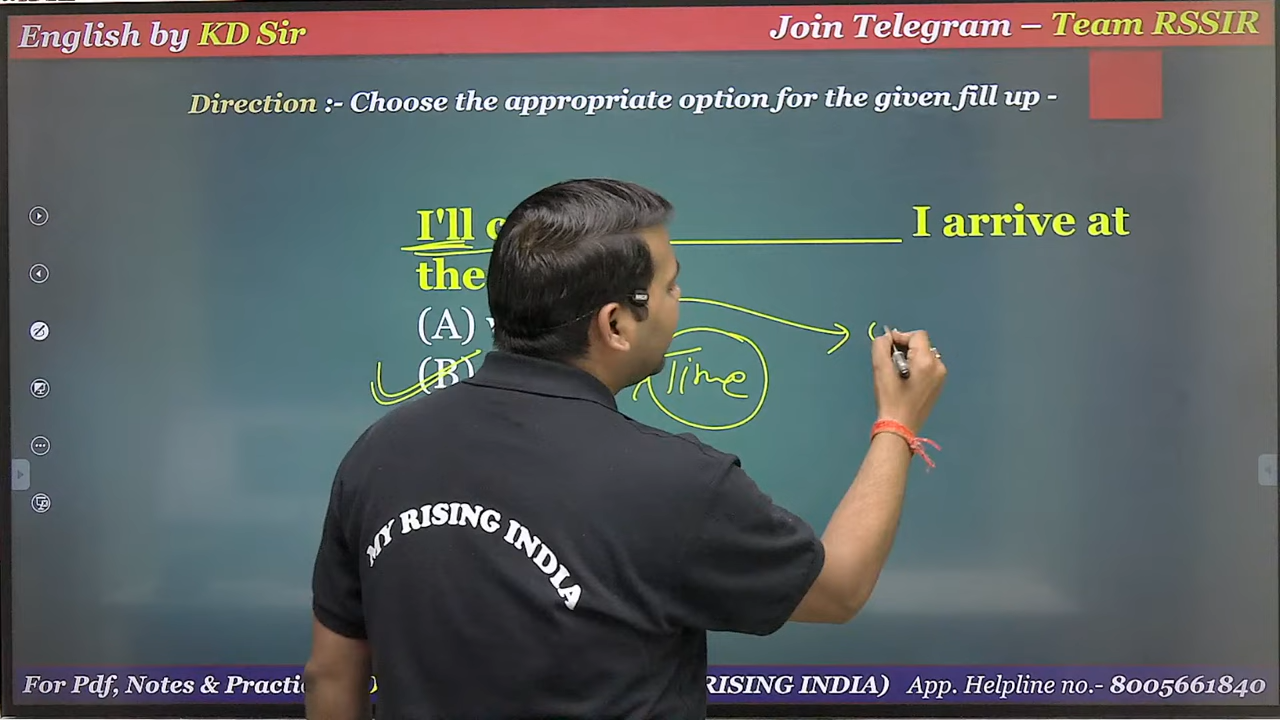 English by KD Sir
Join Telegram – Team RSSIR
Direction :- Choose the appropriate option for the given fill up -
I'll I arrive at
the
(A)
(B)
Time
MY RISING INDIA
For Pdf, Notes & RISING INDIA) App. Helpline no.- 8005661840